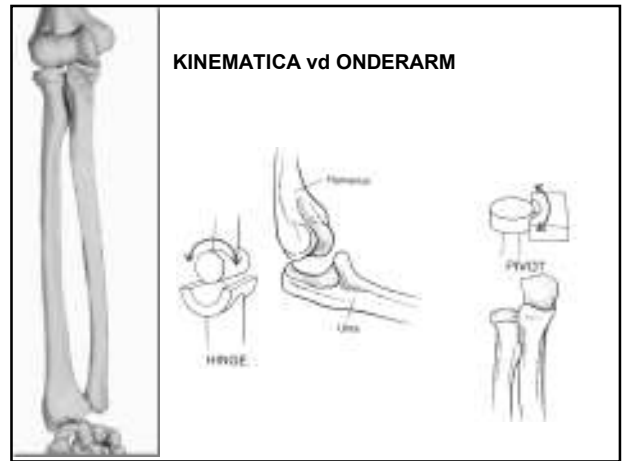 KINEMATICA vd ONDERARM
Humerus
PIVOT
Ulna
HINGE